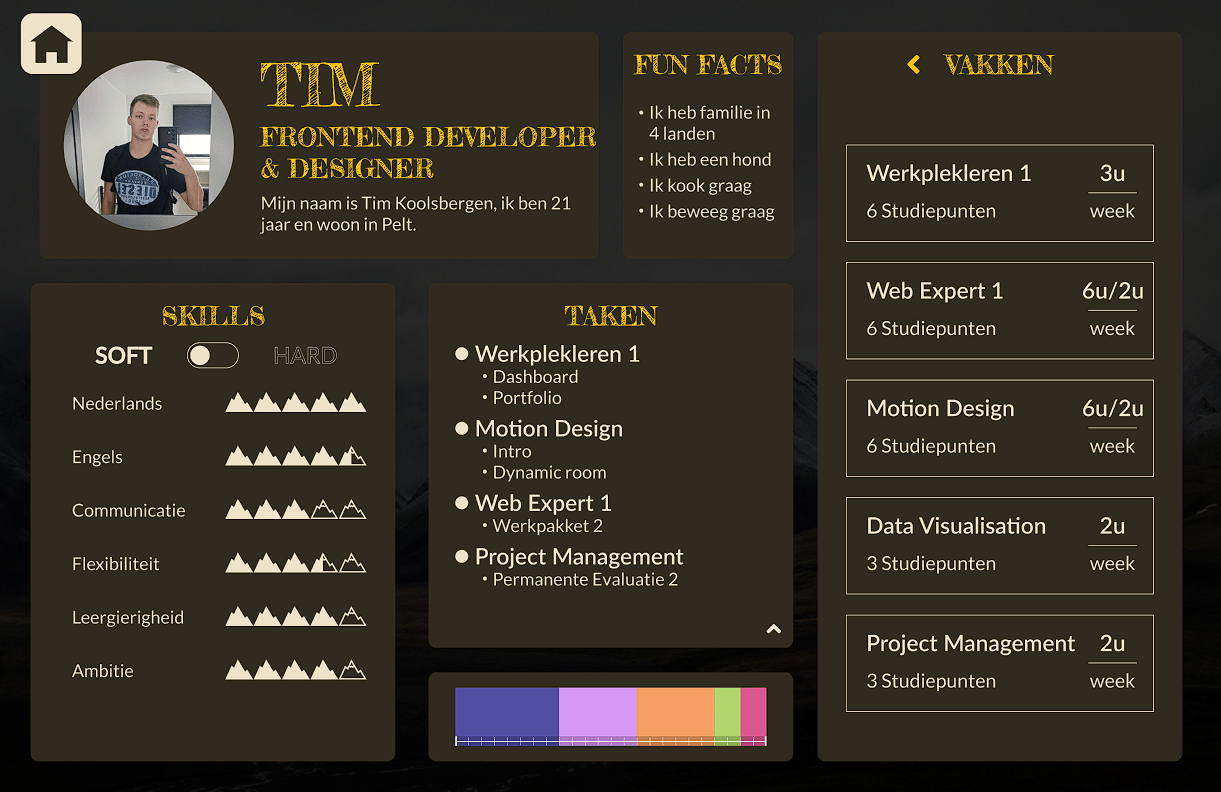 TIM
FRONTEND DEVELOPER
& DESIGNER
Mijn naam is Tim Koolsbergen, ik ben 21
jaar en woon in Pelt.
FUN FACTS
• Ik heb familie in
4 landen
• Ik heb een hond
• Ik kook graag
• Ik beweeg graag
SKILLS
SOFT HARD
Nederlands
Engels
Communicatie
Flexibiliteit
Leergierigheid
Ambitie
TAKEN
● Werkplekleren 1
• Dashboard
• Portfolio
● Motion Design
• Intro
• Dynamic room
● Web Expert 1
• Werkpakket 2
● Project Management
• Permanente Evaluatie 2
VAKKEN
Werkplekleren 1 3u
6 Studiepunten week
Web Expert 1 6u/2u
6 Studiepunten week
Motion Design 6u/2u
6 Studiepunten week
Data Visualisation 2u
3 Studiepunten week
Project Management 2u
3 Studiepunten week